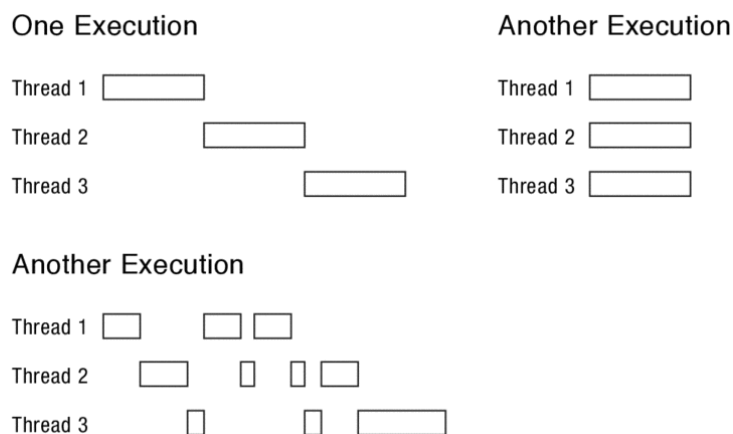 One Execution
Thread 1
Thread 2
Thread 3
Another Execution
Thread 1
Thread 2
Thread 3
Another Execution
Thread 1
Thread 2
Thread 3